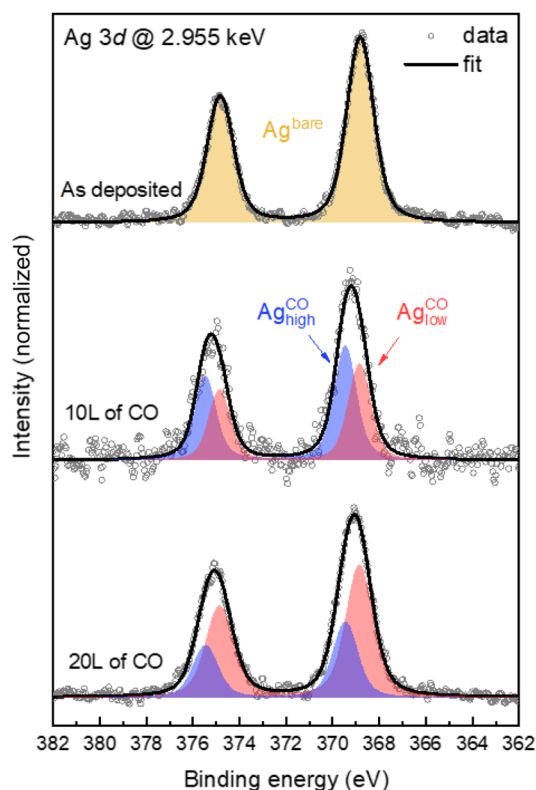 Ag 3d @ 2.955 keV
data
fit
Ag^bare
As deposited
Ag^CO_high
Ag^CO_low
10L of CO
20L of CO
Intensity (normalized)
382 380 378 376 374 372 370 368 366 364 362
Binding energy (eV)